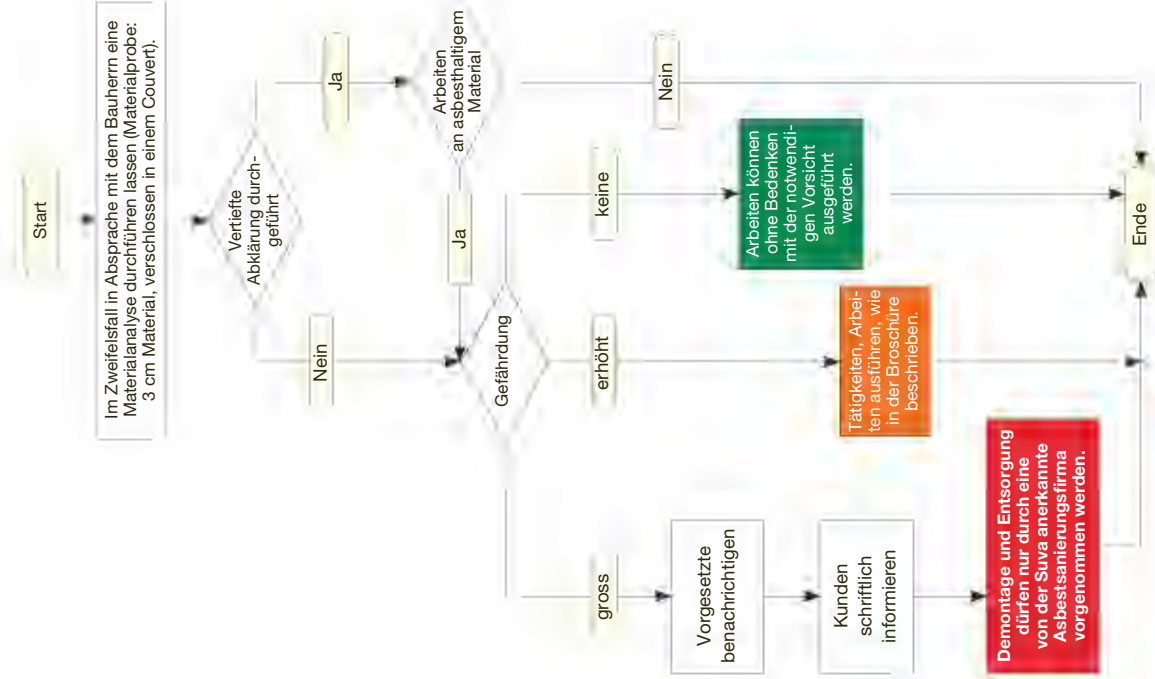 Start
Im Zweifelsfall in Absprache mit dem Bauherrn eine
Materialanalyse durchführen lassen (Materialprobe:
3 cm Material, verschlossen in einem Couvert).
Vertiefte
Abklärung durch-
geführt
Nein
Ja
Arbeiten
an asbesthaltigem
Material
Ja
Nein
Gefährdung
gross
erhöht
keine
Vorgesetzte
benachrichtigen
Kunden
schriftlich
informieren
Demontage und Entsorgung
dürfen nur durch eine
von der Suva anerkannte
Asbestsanierungsfirma
vorgenommen werden.
Tätigkeiten, Arbei-
ten ausführen, wie
in der Broschüre
beschrieben.
Arbeiten können
ohne Bedenken
mit der notwendi-
gen Vorsicht
ausgeführt
werden.
Ende